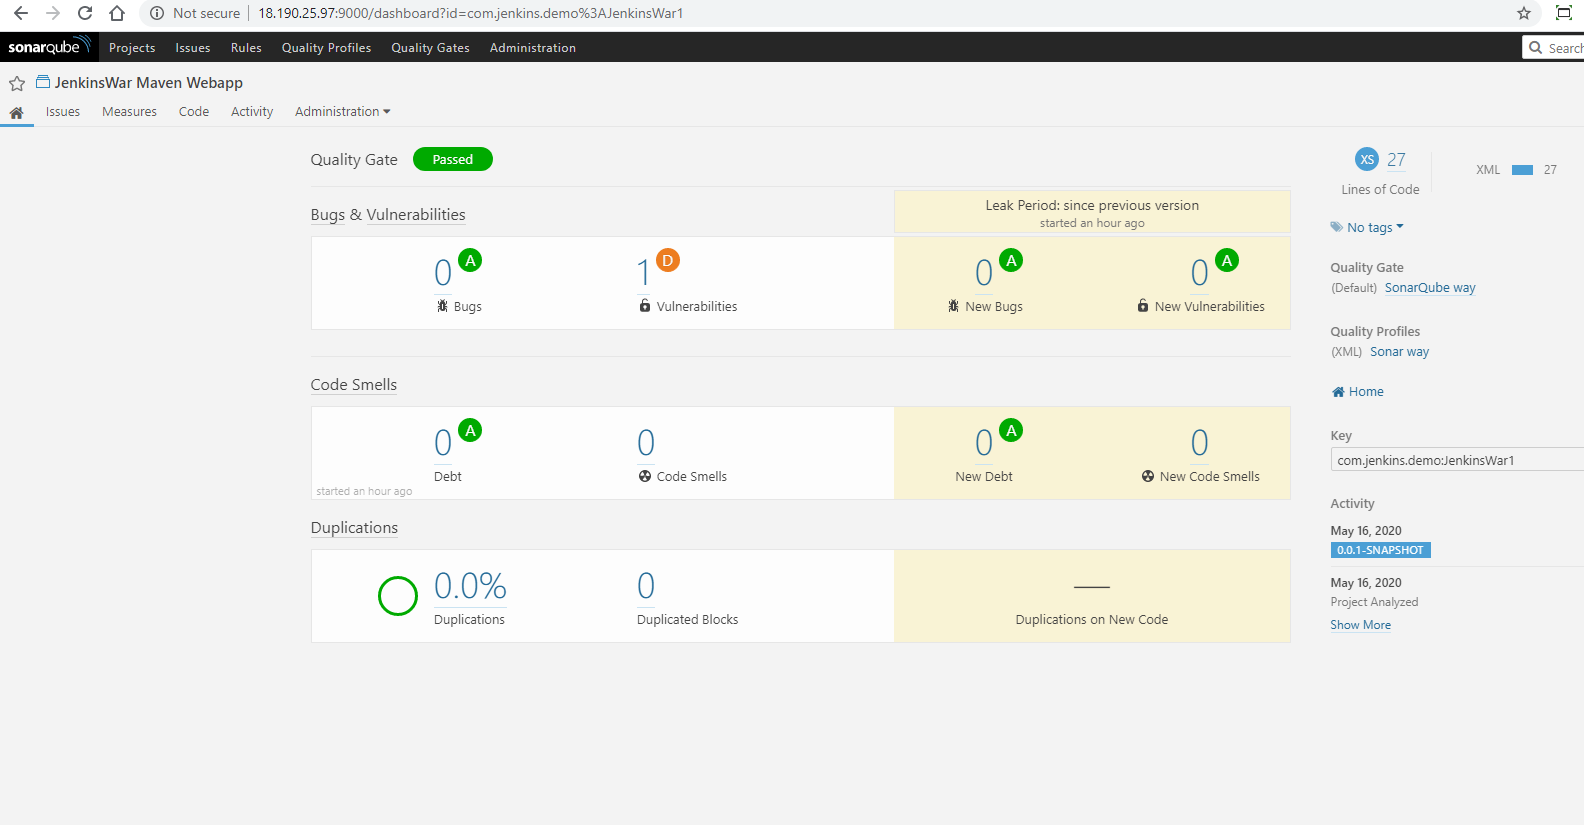 Not secure | 18.190.25.97:9000/dashboard?id=com.jenkins.demo%3AJenkinsWar1
sonarqube Projects Issues Rules Quality Profiles Quality Gates Administration Search
JenkinsWar Maven Webapp
Issues Measures Code Activity Administration
Quality Gate Passed
Bugs & Vulnerabilities
Leak Period: since previous version
started an hour ago
0 A
Bugs
1 D
Vulnerabilities
0 A
New Bugs
0 A
New Vulnerabilities
Code Smells
0 A
Debt
0
Code Smells
started an hour ago
0 A
New Debt
0
New Code Smells
Duplications
0.0%
Duplications
0
Duplicated Blocks
—
Duplications on New Code
XS 27
Lines of Code
XML 27
No tags
Quality Gate
(Default) SonarQube way
Quality Profiles
(XML) Sonar way
Home
Key
com.jenkins.demo:JenkinsWar1
Activity
May 16, 2020
0.0.1-SNAPSHOT
May 16, 2020
Project Analyzed
Show More